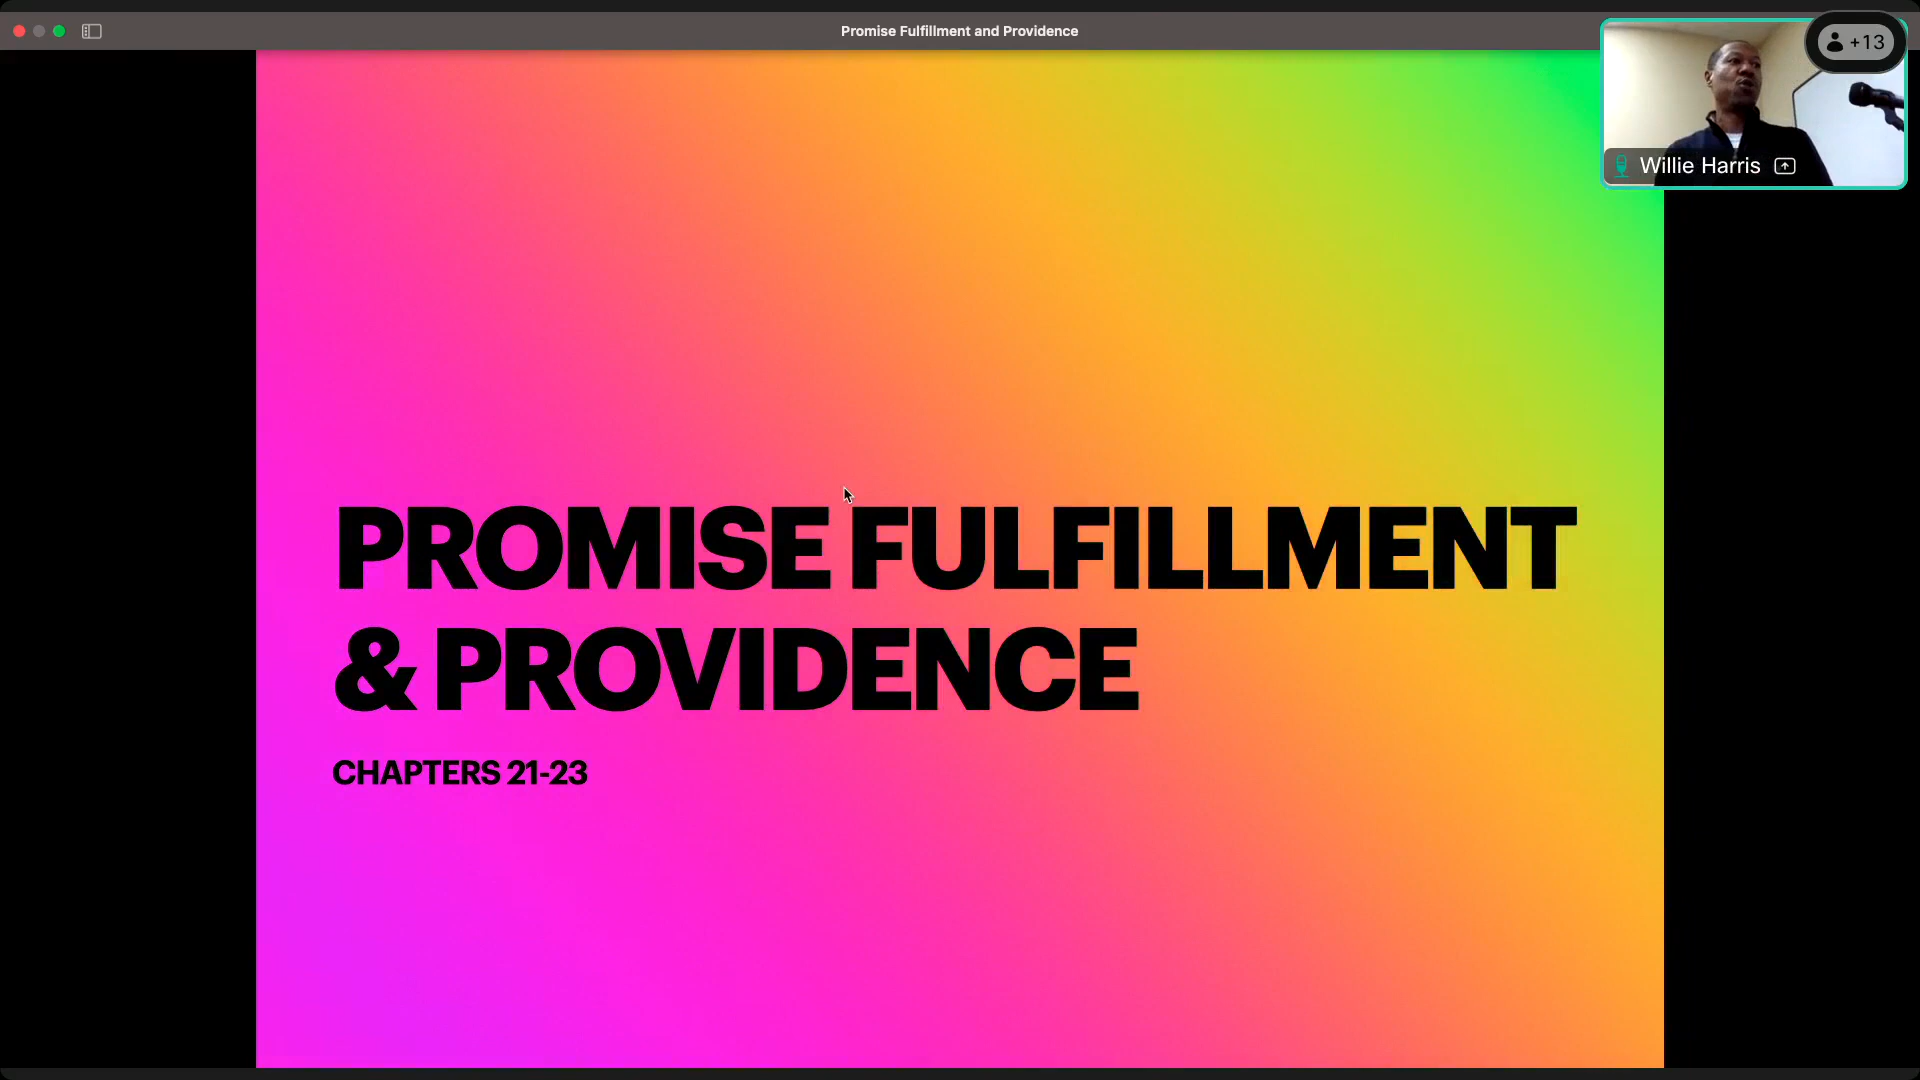 Promise Fulfillment and Providence
+13
Willie Harris
PROMISE FULFILLMENT
& PROVIDENCE
CHAPTERS 21-23